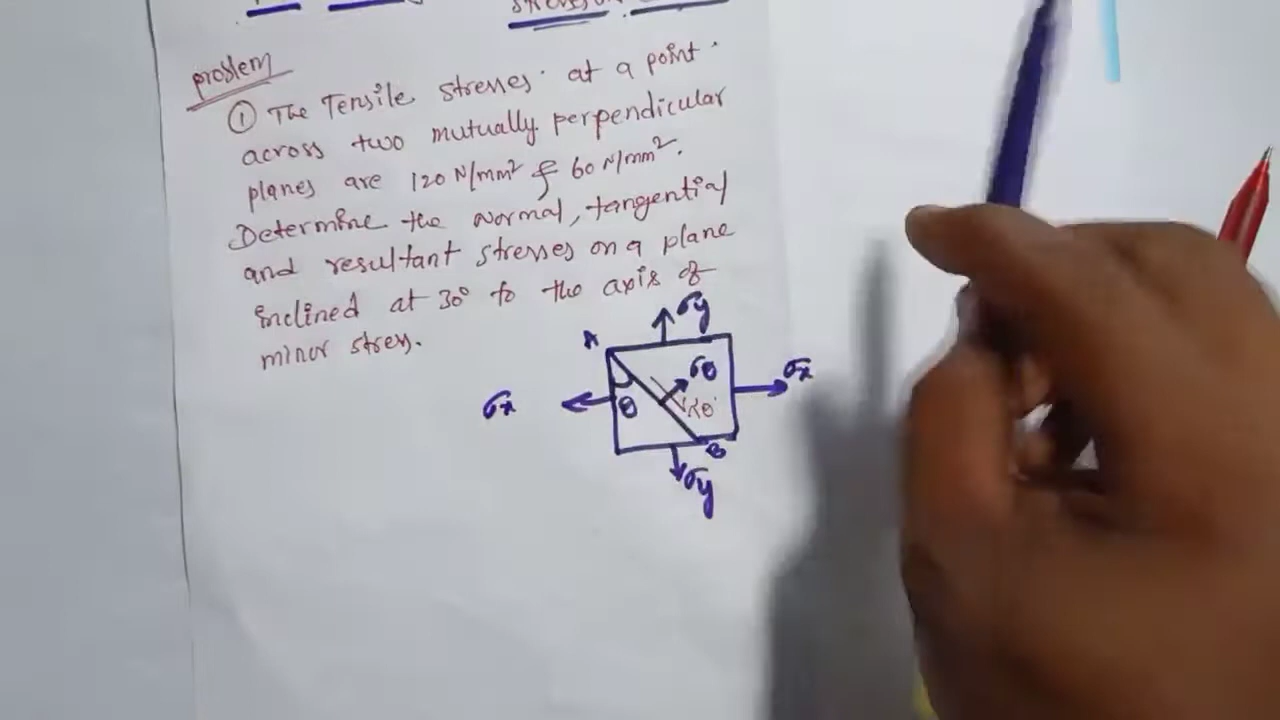 problem
① The Tensile stresses at a point
across two mutually perpendicular
planes are 120 N/mm² & 60 N/mm².
Determine the Normal, tangential
and resultant stresses on a plane
inclined at 30° to the axis of
minor stress.
σy
A
σθ
σx
σx
θ
B
σy